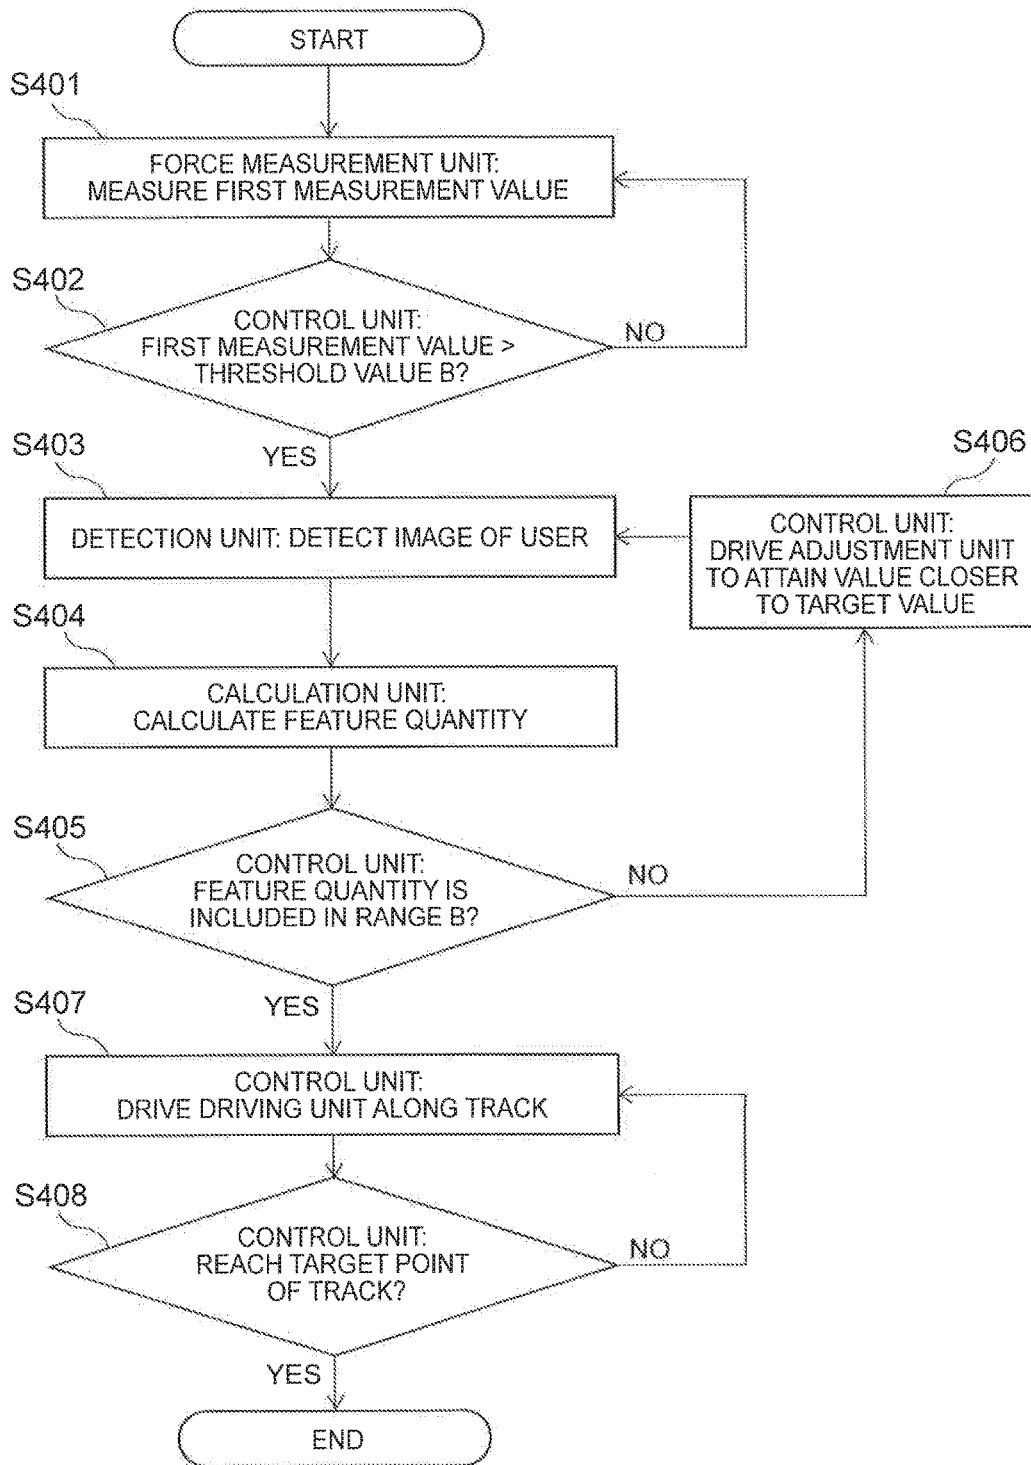 START
S401
FORCE MEASUREMENT UNIT:
MEASURE FIRST MEASUREMENT VALUE
S402
CONTROL UNIT:
FIRST MEASUREMENT VALUE >
THRESHOLD VALUE B?
NO
YES
S403
DETECTION UNIT: DETECT IMAGE OF USER
S406
CONTROL UNIT:
DRIVE ADJUSTMENT UNIT
TO ATTAIN VALUE CLOSER
TO TARGET VALUE
S404
CALCULATION UNIT:
CALCULATE FEATURE QUANTITY
S405
CONTROL UNIT:
FEATURE QUANTITY IS
INCLUDED IN RANGE B?
NO
YES
S407
CONTROL UNIT:
DRIVE DRIVING UNIT ALONG TRACK
S408
CONTROL UNIT:
REACH TARGET POINT
OF TRACK?
NO
YES
END